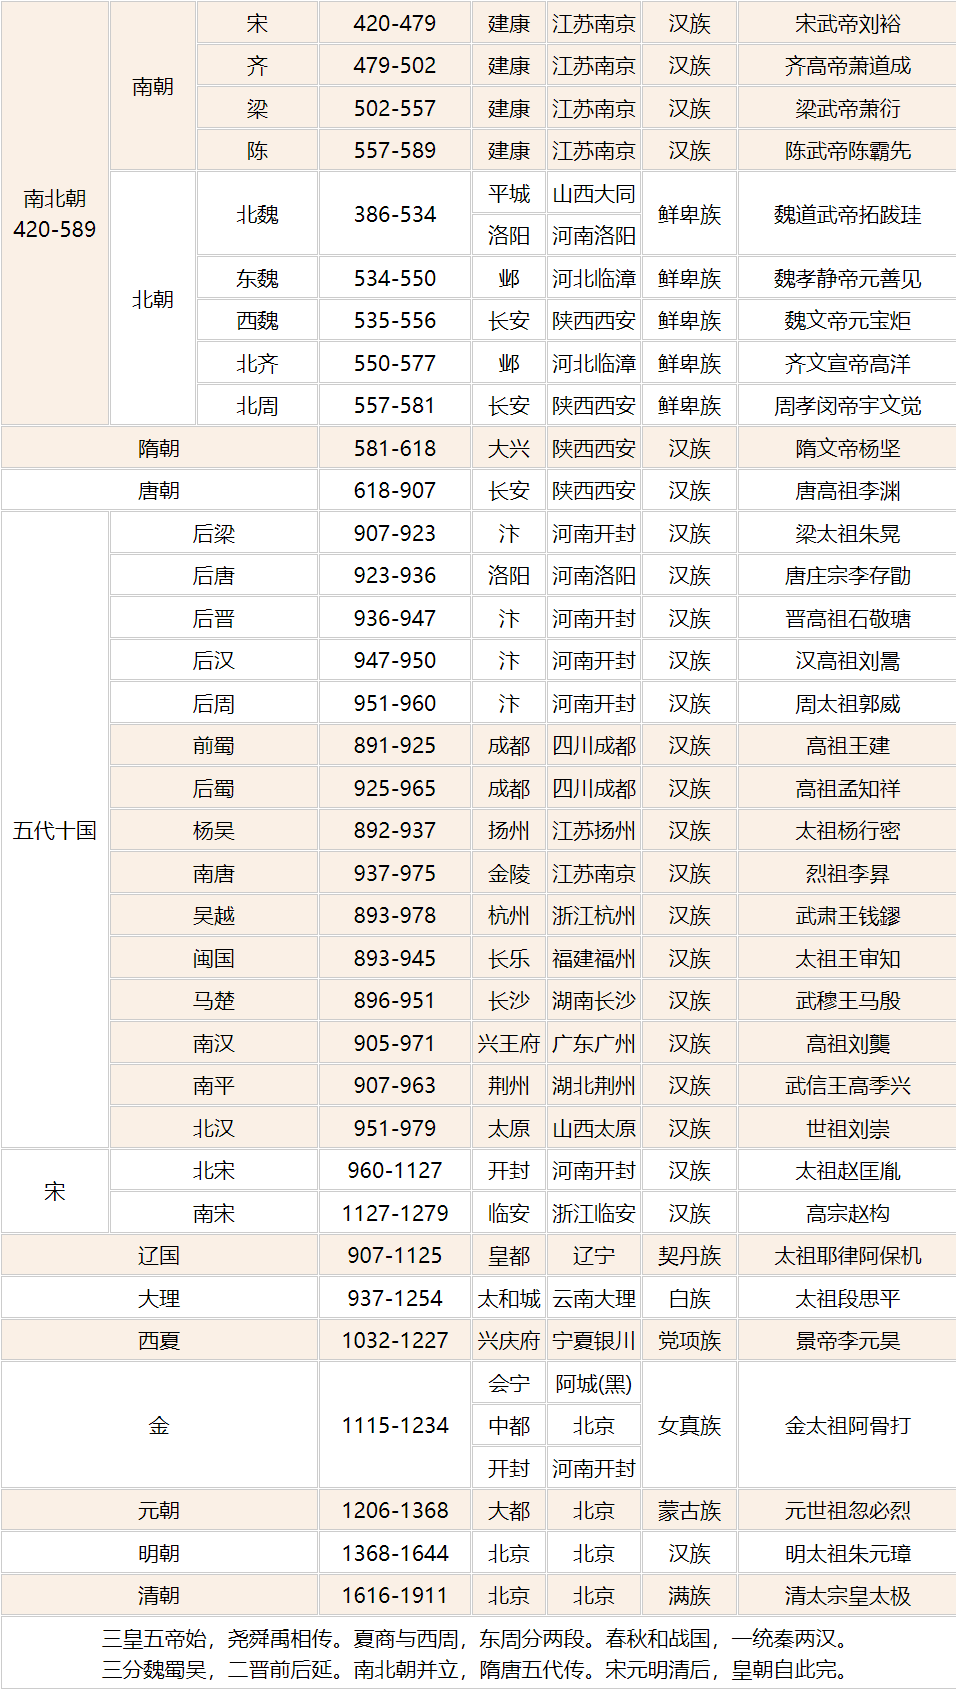 南北朝
420-589
南朝
宋 420-479 建康 江苏南京 汉族 宋武帝刘裕
齐 479-502 建康 江苏南京 汉族 齐高帝萧道成
梁 502-557 建康 江苏南京 汉族 梁武帝萧衍
陈 557-589 建康 江苏南京 汉族 陈武帝陈霸先
北朝
北魏 386-534 平城 山西大同 鲜卑族 魏道武帝拓跋珪
洛阳 河南洛阳
东魏 534-550 邺 河北临漳 鲜卑族 魏孝静帝元善见
西魏 535-556 长安 陕西西安 鲜卑族 魏文帝元宝炬
北齐 550-577 邺 河北临漳 鲜卑族 齐文宣帝高洋
北周 557-581 长安 陕西西安 鲜卑族 周孝闵帝宇文觉
隋朝 581-618 大兴 陕西西安 汉族 隋文帝杨坚
唐朝 618-907 长安 陕西西安 汉族 唐高祖李渊
五代十国
后梁 907-923 汴 河南开封 汉族 梁太祖朱晃
后唐 923-936 洛阳 河南洛阳 汉族 唐庄宗李存勖
后晋 936-947 汴 河南开封 汉族 晋高祖石敬瑭
后汉 947-950 汴 河南开封 汉族 汉高祖刘暠
后周 951-960 汴 河南开封 汉族 周太祖郭威
前蜀 891-925 成都 四川成都 汉族 高祖王建
后蜀 925-965 成都 四川成都 汉族 高祖孟知祥
杨吴 892-937 扬州 江苏扬州 汉族 太祖杨行密
南唐 937-975 金陵 江苏南京 汉族 烈祖李昇
吴越 893-978 杭州 浙江杭州 汉族 武肃王钱鏐
闽国 893-945 长乐 福建福州 汉族 太祖王审知
马楚 896-951 长沙 湖南长沙 汉族 武穆王马殷
南汉 905-971 兴王府 广东广州 汉族 高祖刘龑
南平 907-963 荆州 湖北荆州 汉族 武信王高季兴
北汉 951-979 太原 山西太原 汉族 世祖刘崇
宋
北宋 960-1127 开封 河南开封 汉族 太祖赵匡胤
南宋 1127-1279 临安 浙江临安 汉族 高宗赵构
辽国 907-1125 皇都 辽宁 契丹族 太祖耶律阿保机
大理 937-1254 太和城 云南大理 白族 太祖段思平
西夏 1032-1227 兴庆府 宁夏银川 党项族 景帝李元昊
金 1115-1234 会宁 阿城(黑) 女真族 金太祖阿骨打
中都 北京
开封 河南开封
元朝 1206-1368 大都 北京 蒙古族 元世祖忽必烈
明朝 1368-1644 北京 北京 汉族 明太祖朱元璋
清朝 1616-1911 北京 北京 满族 清太宗皇太极
三皇五帝始，尧舜禹相传。夏商与西周，东周分两段。春秋和战国，一统秦两汉。
三分魏蜀吴，二晋前后延。南北朝并立，隋唐五代传。宋元明清后，皇朝自此完。